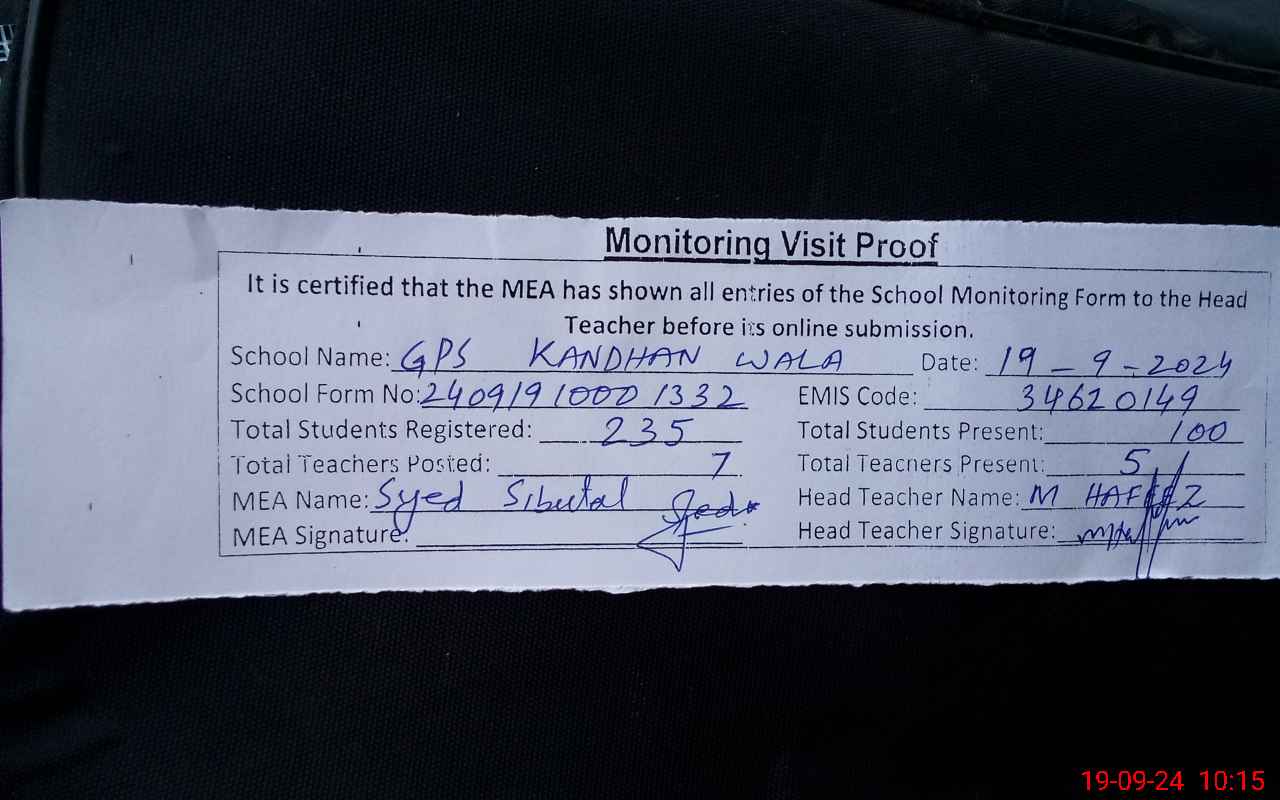 Monitoring Visit Proof
It is certified that the MEA has shown all entries of the School Monitoring Form to the Head
Teacher before its online submission.
School Name: GPS KANDHAN WALA Date: 19-9-2024
School Form No: 24091910001332 EMIS Code: 34620149
Total Students Registered: 235 Total Students Present: 100
Total Teachers Posted: 7 Total Teachers Present: 5
MEA Name: Syed Head Teacher Name: M HAFEEZ
MEA Signature: Head Teacher Signature:
19-09-24 10:15